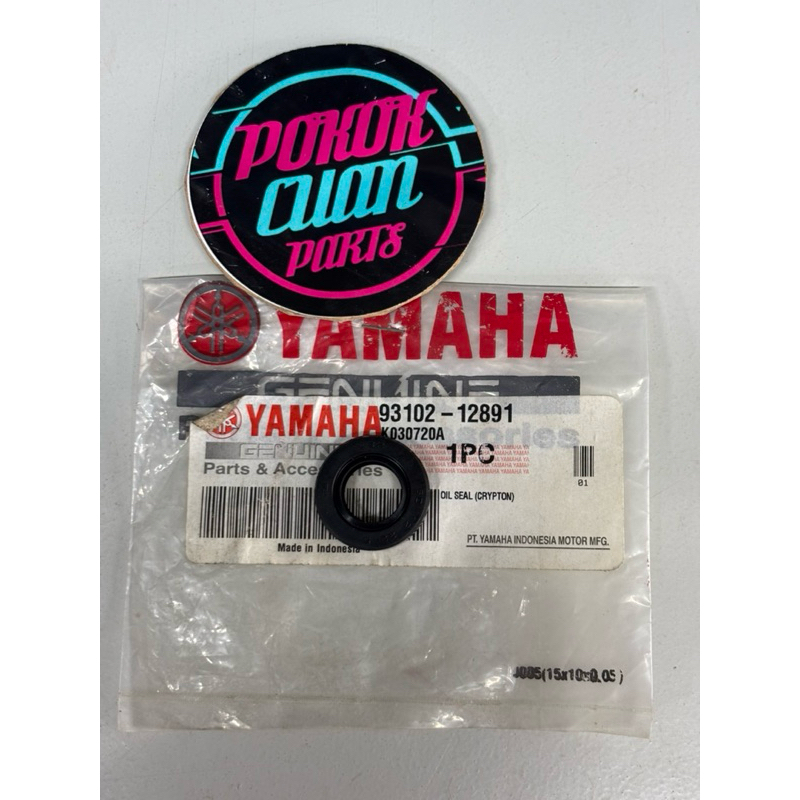 POKOK
CUAN
PARTS
YAMAHA
GENUINE
YAMAHA 93102-12891
K030720A
GENUINE
1PC
Parts & Accessories
01
OIL SEAL (CRYPTON)
Made in Indonesia
PT. YAMAHA INDONESIA MOTOR MFG.